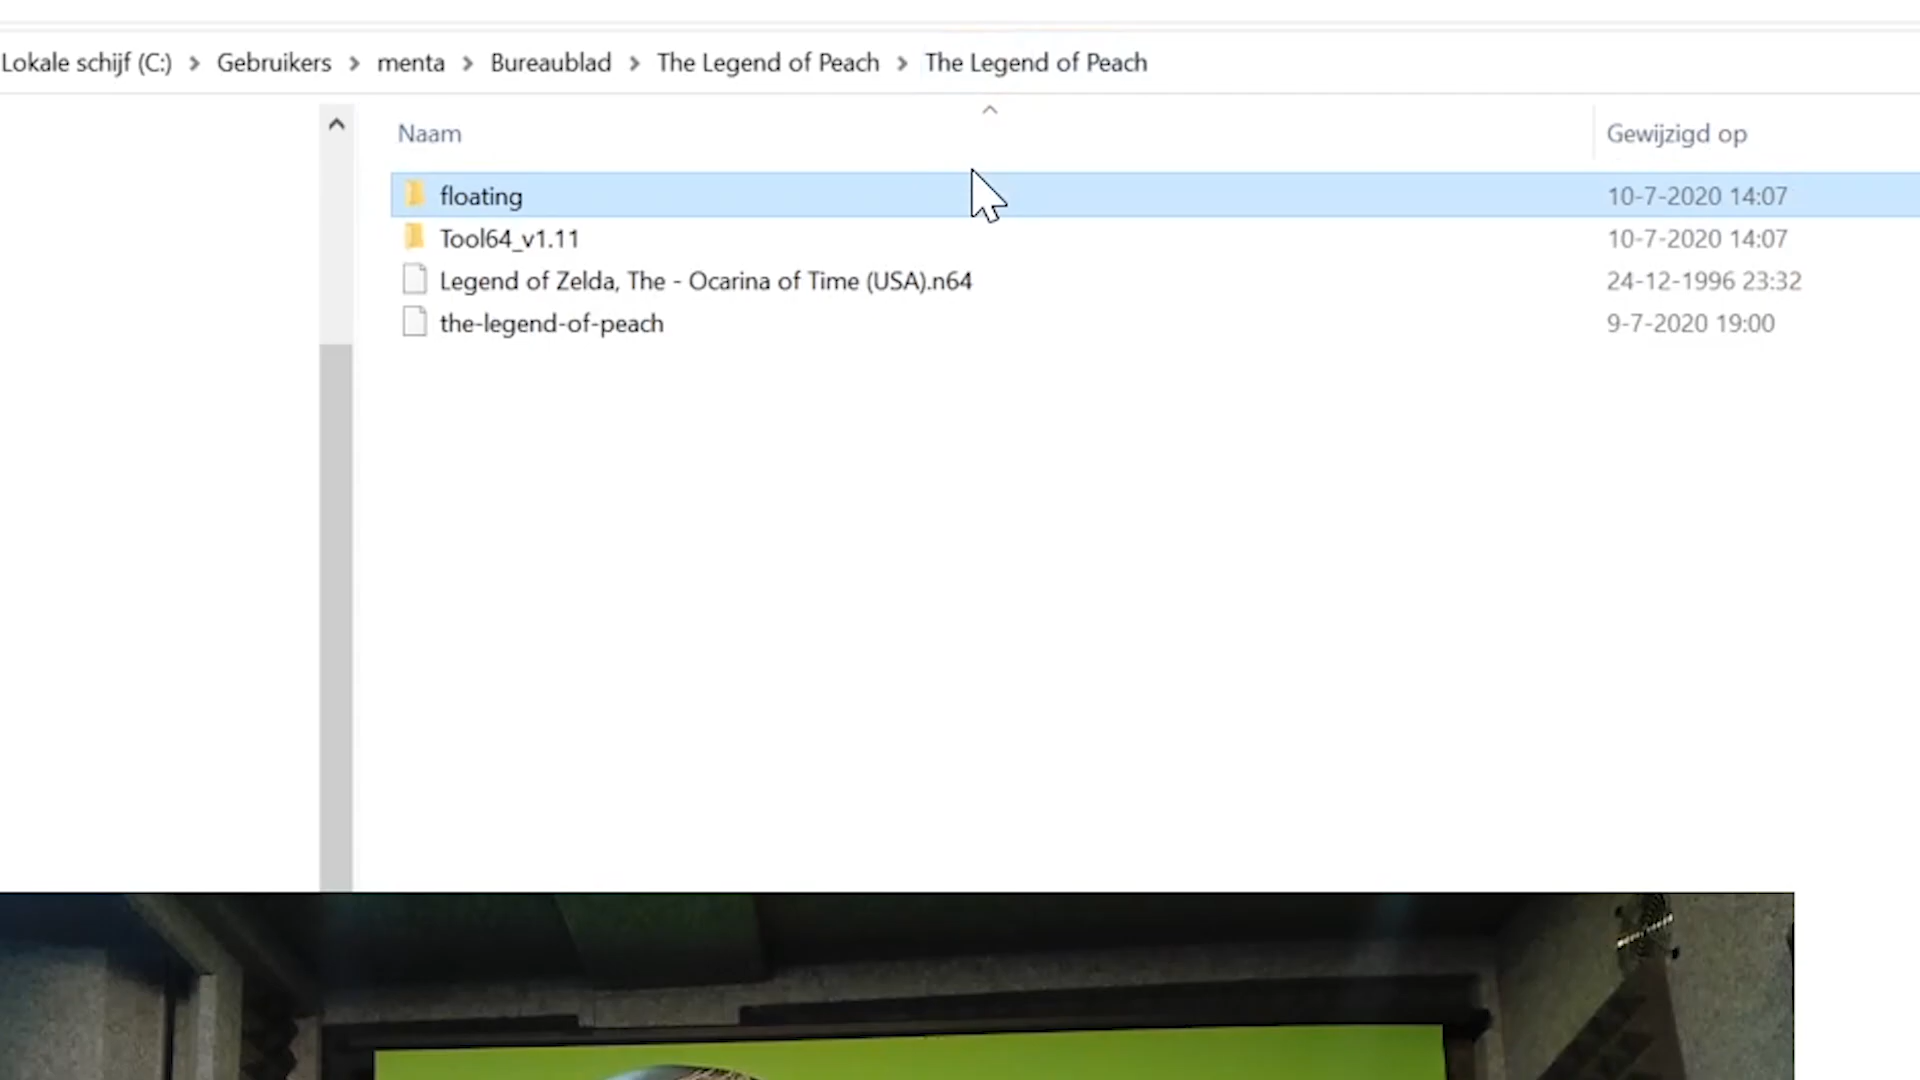 Lokale schijf (C:) > Gebruikers > menta > Bureaublad > The Legend of Peach > The Legend of Peach
Naam Gewijzigd op
floating 10-7-2020 14:07
Tool64_v1.11 10-7-2020 14:07
Legend of Zelda, The - Ocarina of Time (USA).n64 24-12-1996 23:32
the-legend-of-peach 9-7-2020 19:00